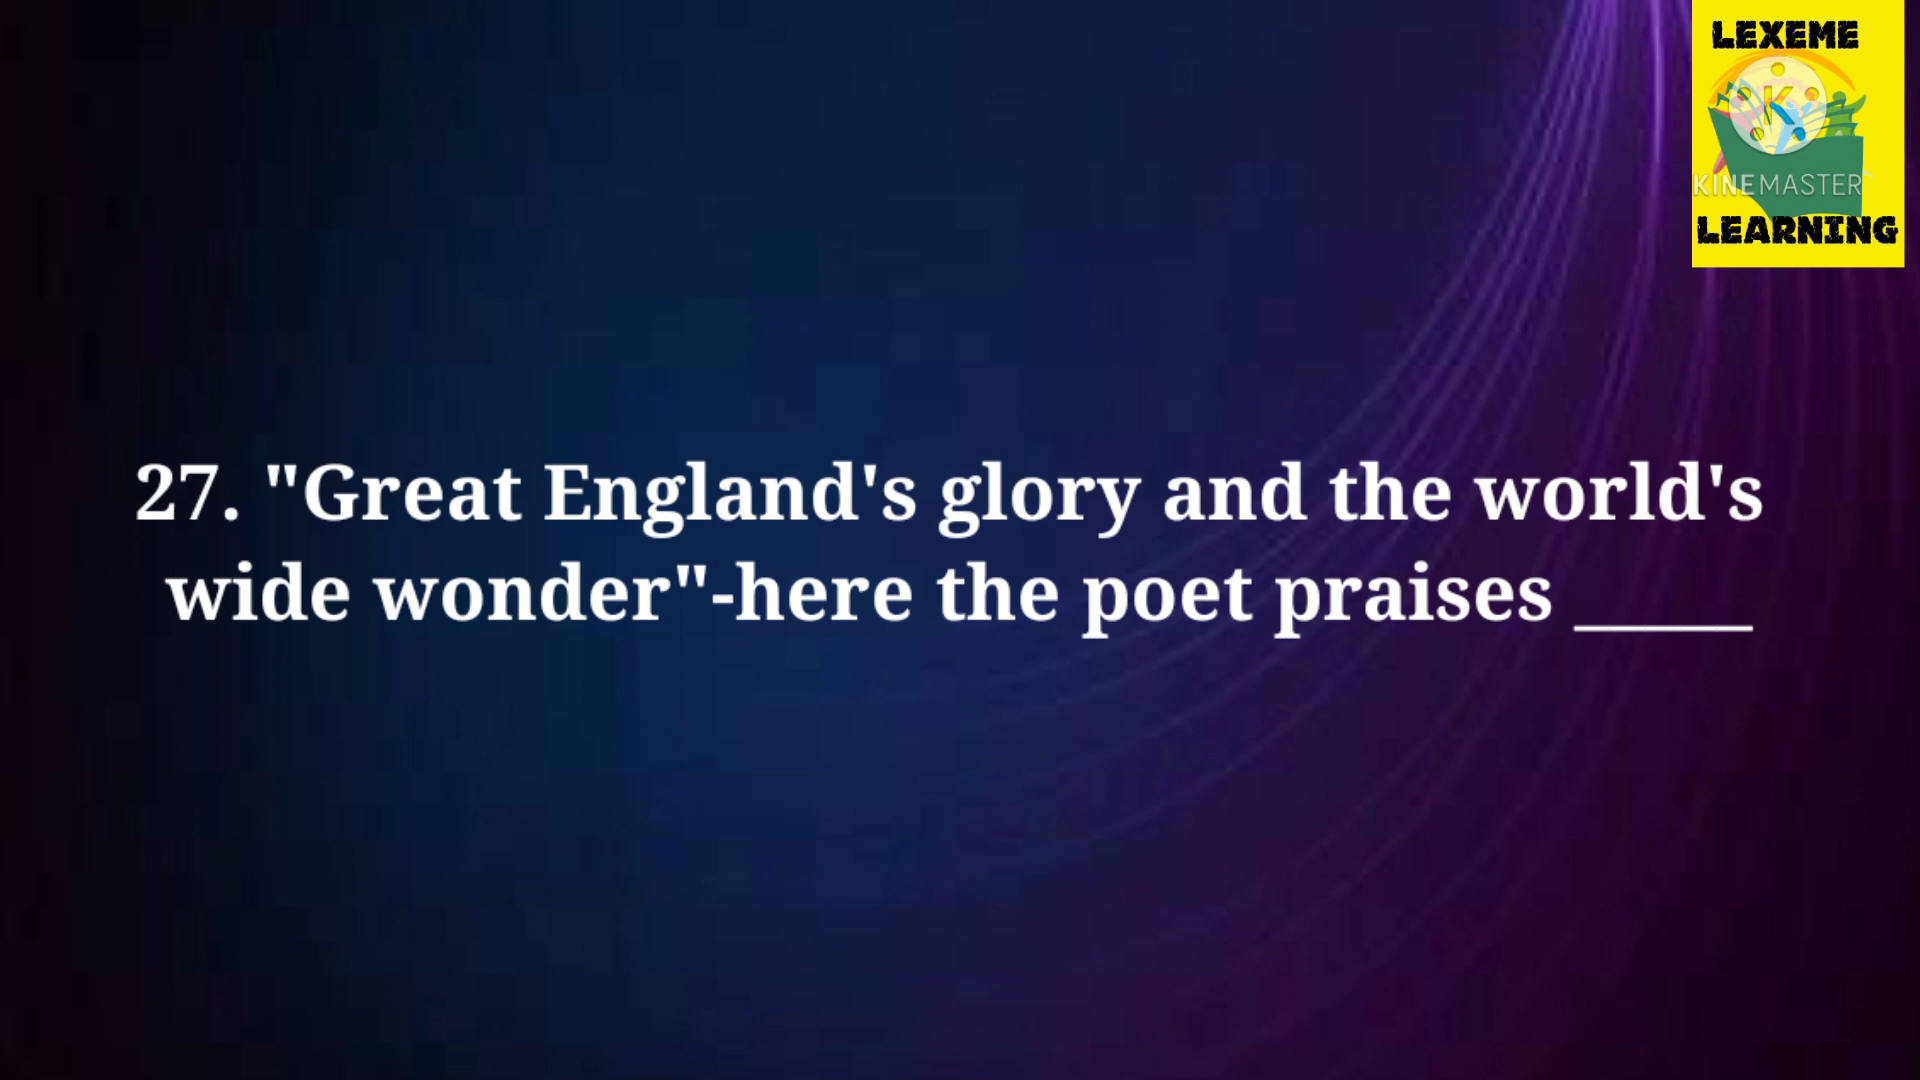 LEXEME
KINEMASTER
LEARNING
27. "Great England's glory and the world's
wide wonder"-here the poet praises _____